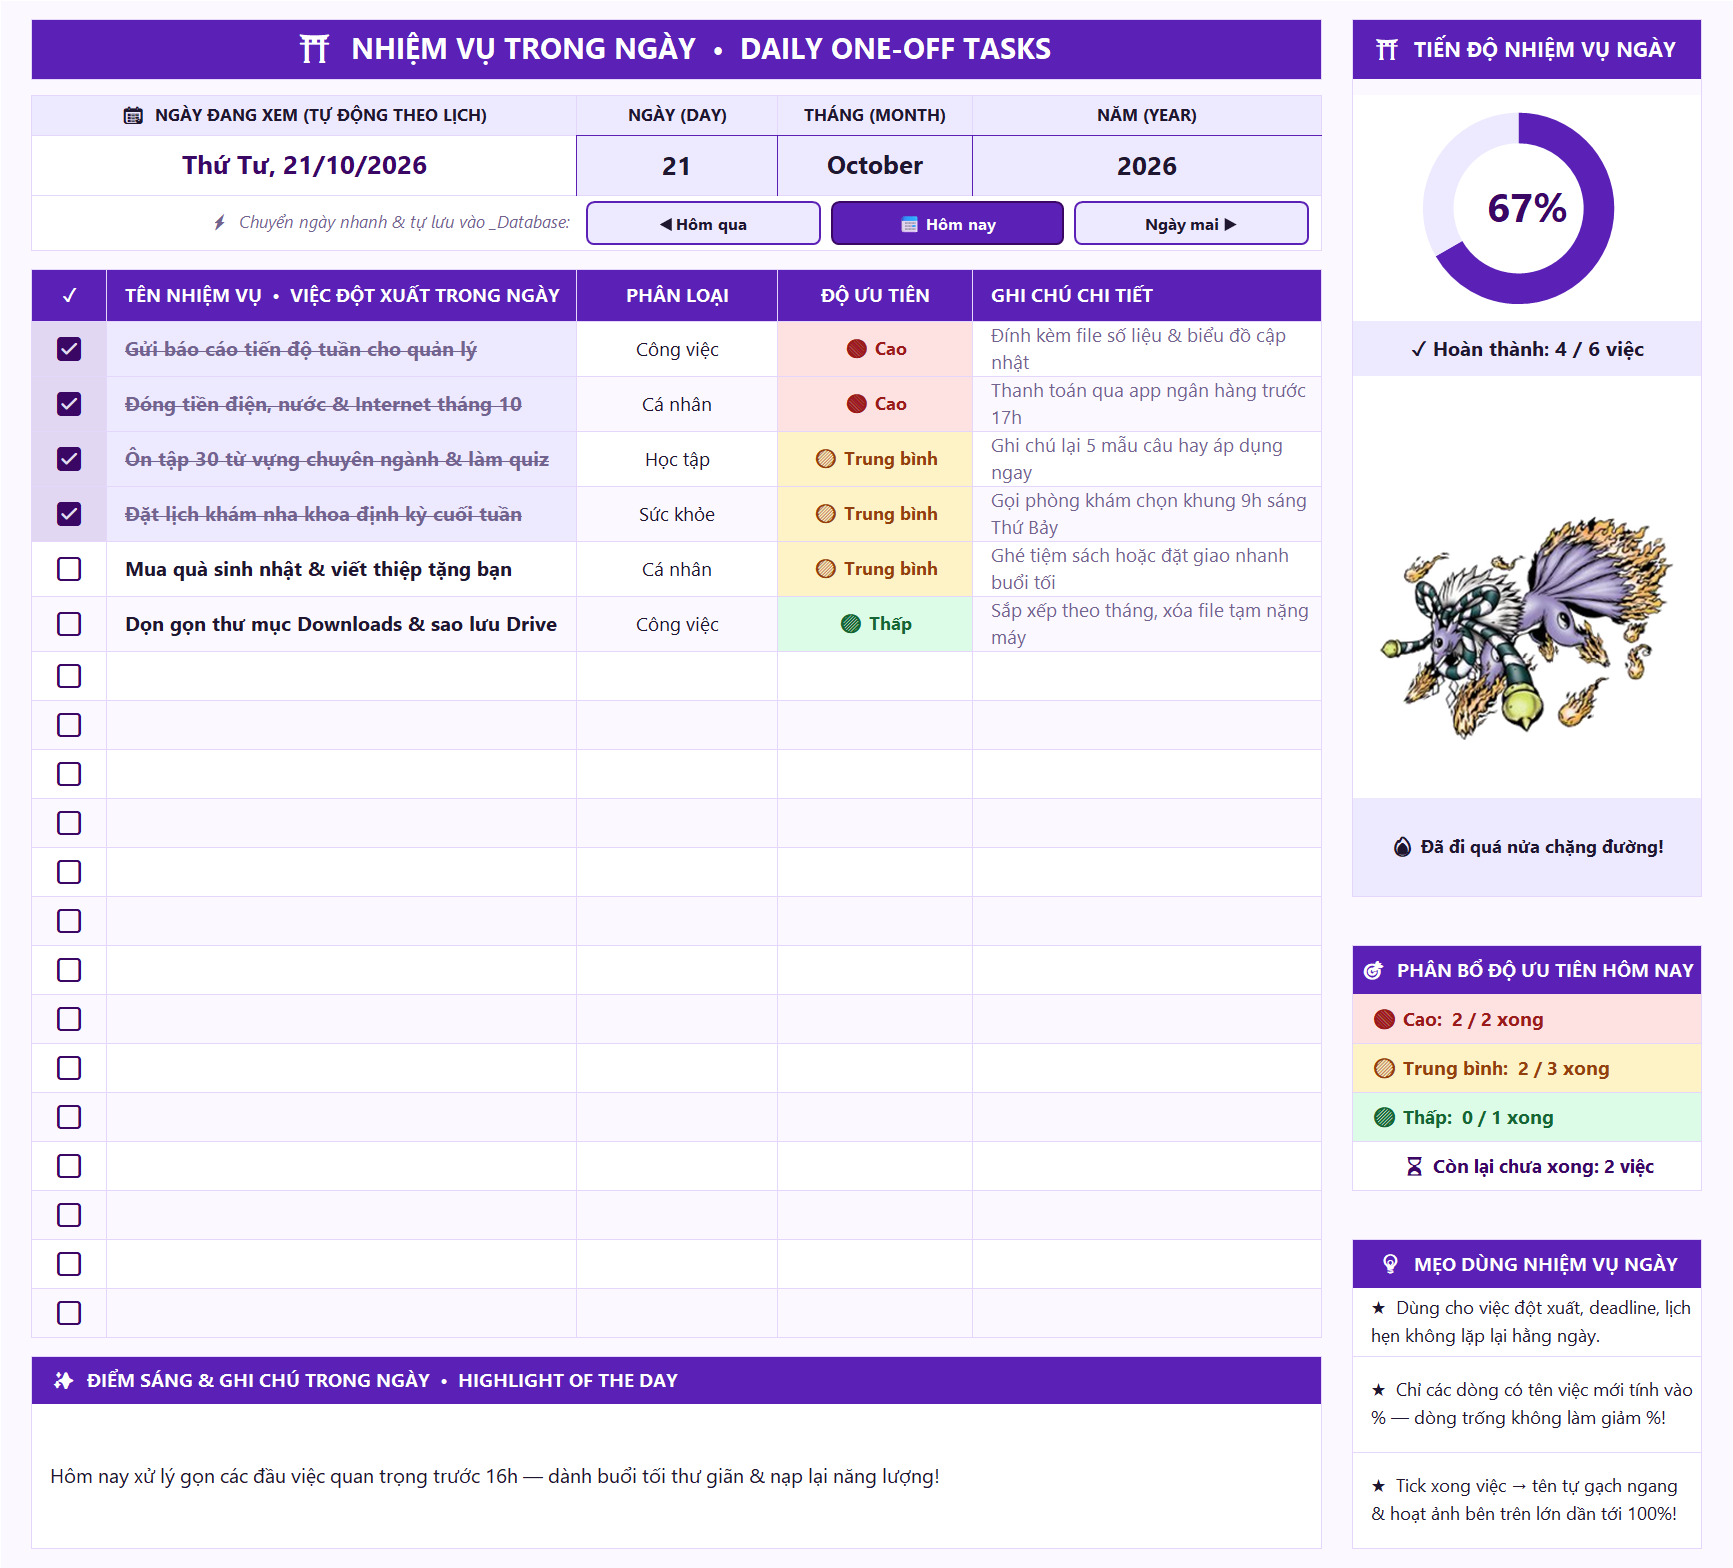 NHIỆM VỤ TRONG NGÀY • DAILY ONE-OFF TASKS
NGÀY ĐANG XEM (TỰ ĐỘNG THEO LỊCH)
NGÀY (DAY)
THÁNG (MONTH)
NĂM (YEAR)
Thứ Tư, 21/10/2026
21
October
2026
Chuyển ngày nhanh & tự lưu vào _Database:
◀ Hôm qua
Hôm nay
Ngày mai ▶
✓
TÊN NHIỆM VỤ • VIỆC ĐỘT XUẤT TRONG NGÀY
PHÂN LOẠI
ĐỘ ƯU TIÊN
GHI CHÚ CHI TIẾT
Gửi báo cáo tiến độ tuần cho quản lý
Công việc
Cao
Đính kèm file số liệu & biểu đồ cập
nhật
Đóng tiền điện, nước & Internet tháng 10
Cá nhân
Cao
Thanh toán qua app ngân hàng trước
17h
Ôn tập 30 từ vựng chuyên ngành & làm quiz
Học tập
Trung bình
Ghi chú lại 5 mẫu câu hay áp dụng
ngay
Đặt lịch khám nha khoa định kỳ cuối tuần
Sức khỏe
Trung bình
Gọi phòng khám chọn khung 9h sáng
Thứ Bảy
Mua quà sinh nhật & viết thiệp tặng bạn
Cá nhân
Trung bình
Ghé tiệm sách hoặc đặt giao nhanh
buổi tối
Dọn gọn thư mục Downloads & sao lưu Drive
Công việc
Thấp
Sắp xếp theo tháng, xóa file tạm nặng
máy
ĐIỂM SÁNG & GHI CHÚ TRONG NGÀY • HIGHLIGHT OF THE DAY
Hôm nay xử lý gọn các đầu việc quan trọng trước 16h — dành buổi tối thư giãn & nạp lại năng lượng!
TIẾN ĐỘ NHIỆM VỤ NGÀY
67%
✓ Hoàn thành: 4 / 6 việc
Đã đi quá nửa chặng đường!
PHÂN BỔ ĐỘ ƯU TIÊN HÔM NAY
Cao: 2 / 2 xong
Trung bình: 2 / 3 xong
Thấp: 0 / 1 xong
Còn lại chưa xong: 2 việc
MẸO DÙNG NHIỆM VỤ NGÀY
★ Dùng cho việc đột xuất, deadline, lịch
hẹn không lặp lại hằng ngày.
★ Chỉ các dòng có tên việc mới tính vào
% — dòng trống không làm giảm %!
★ Tick xong việc → tên tự gạch ngang
& hoạt ảnh bên trên lớn dần tới 100%!